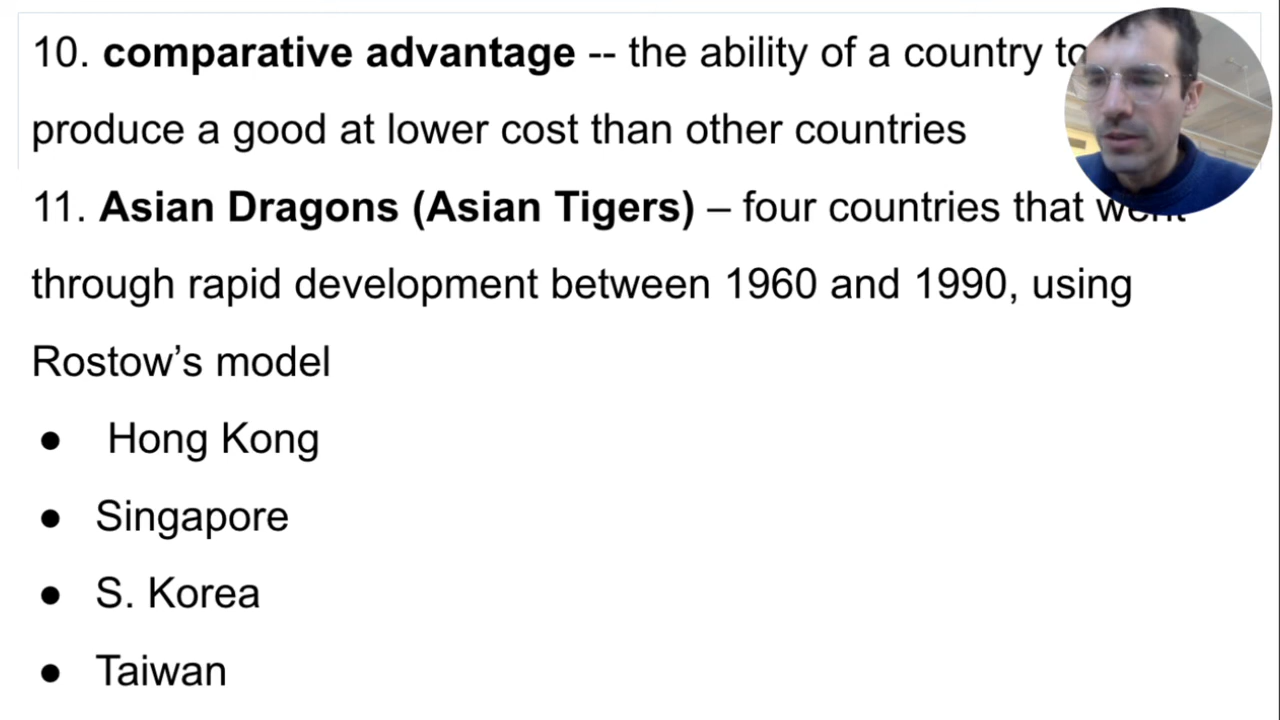 10. comparative advantage -- the ability of a country to
produce a good at lower cost than other countries
11. Asian Dragons (Asian Tigers) – four countries that went
through rapid development between 1960 and 1990, using
Rostow’s model
● Hong Kong
● Singapore
● S. Korea
● Taiwan